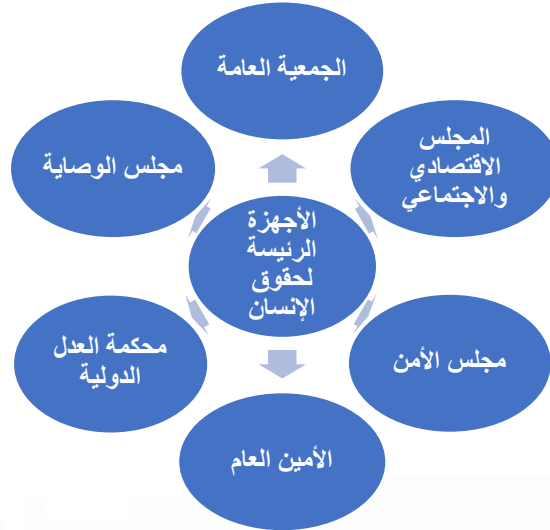 الجمعية العامة
المجلس
الاقتصادي
والاجتماعي
مجلس الأمن
الأمين العام
محكمة العدل
الدولية
مجلس الوصاية
الأجهزة
الرئيسة
لحقوق
الإنسان